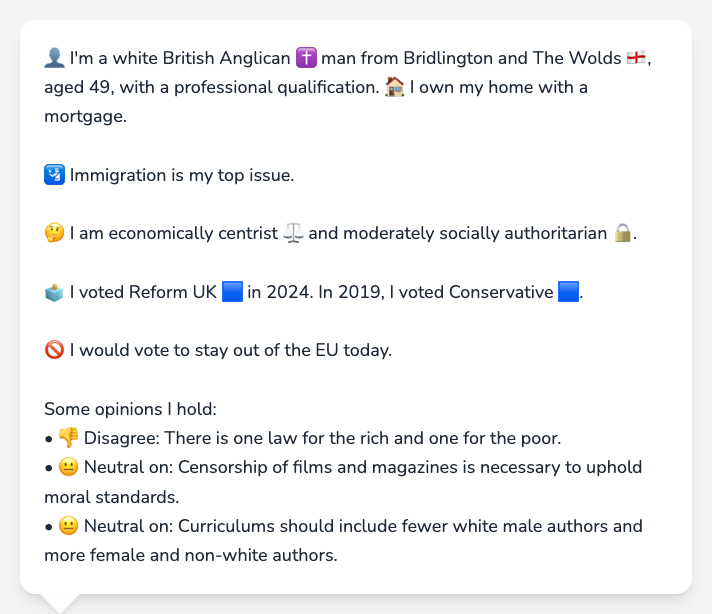 👤 I'm a white British Anglican ✝️ man from Bridlington and The Wolds 🏴󠁧󠁢󠁥󠁮󠁧󠁿,
aged 49, with a professional qualification. 🏠 I own my home with a
mortgage.
🛂 Immigration is my top issue.
🤔 I am economically centrist ⚖️ and moderately socially authoritarian 🔒.
🗳️ I voted Reform UK 🟦 in 2024. In 2019, I voted Conservative 🟦.
🚫 I would vote to stay out of the EU today.
Some opinions I hold:
• 👎 Disagree: There is one law for the rich and one for the poor.
• 😐 Neutral on: Censorship of films and magazines is necessary to uphold
moral standards.
• 😐 Neutral on: Curriculums should include fewer white male authors and
more female and non-white authors.